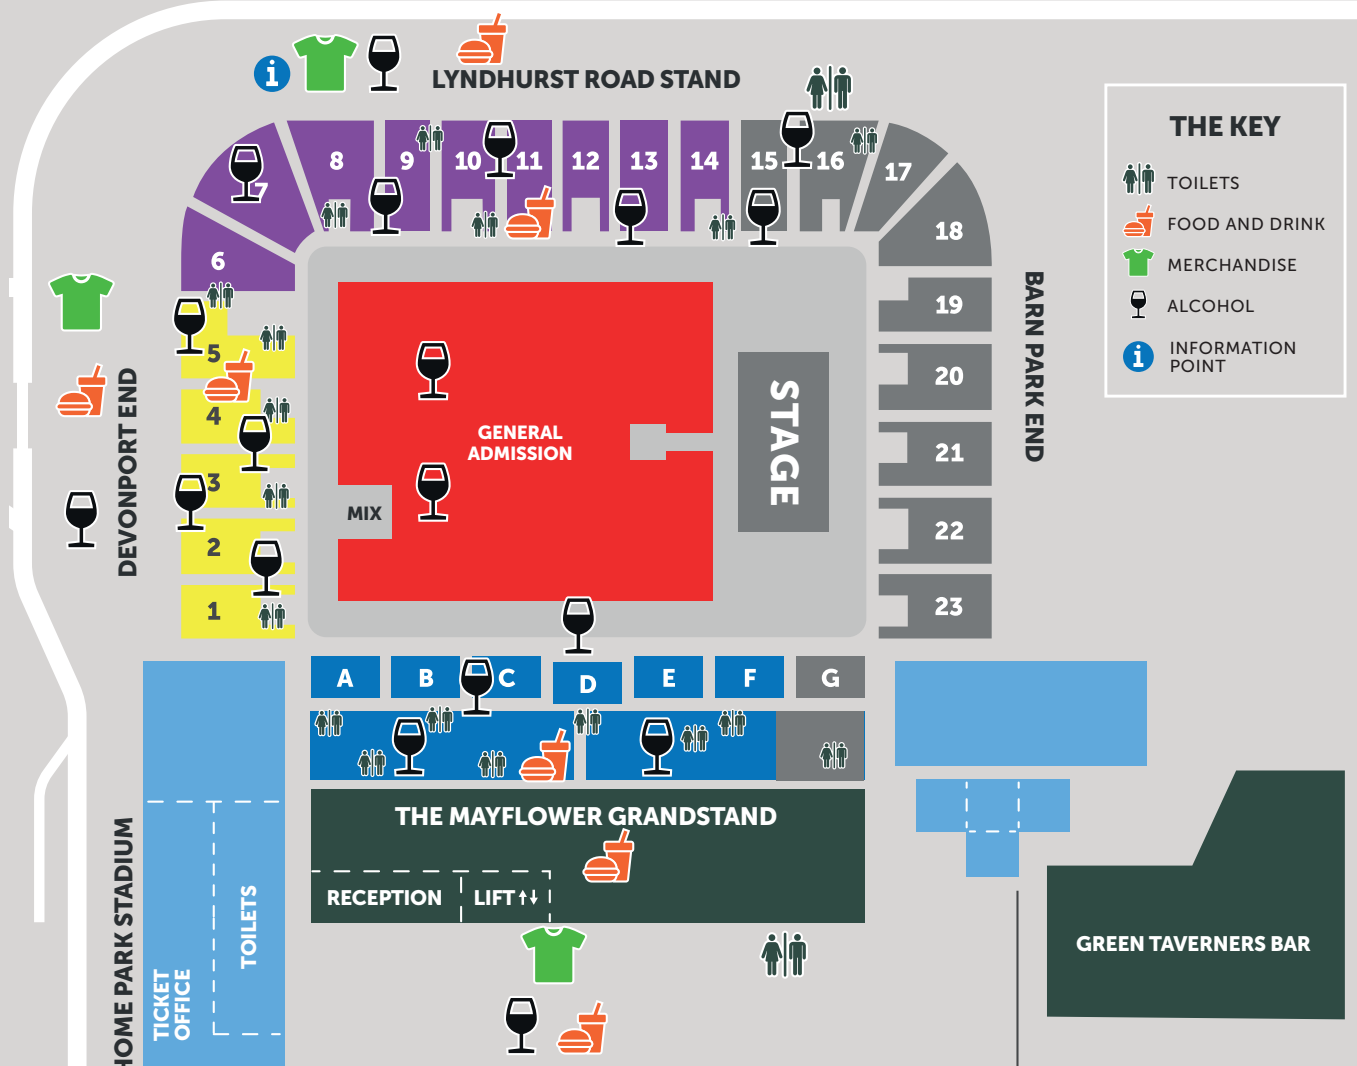 LYNDHURST ROAD STAND
THE KEY
TOILETS
FOOD AND DRINK
MERCHANDISE
ALCOHOL
i
INFORMATION
POINT
i
8
9
10
11
12
13
14
15
16
17
7
18
6
19
5
20
4
21
3
22
2
23
1
DEVONPORT END
BARN PARK END
GENERAL
ADMISSION
MIX
STAGE
A
B
C
D
E
F
G
THE MAYFLOWER GRANDSTAND
RECEPTION
LIFT
HOME PARK STADIUM
TICKET
OFFICE
TOILETS
GREEN TAVERNERS BAR